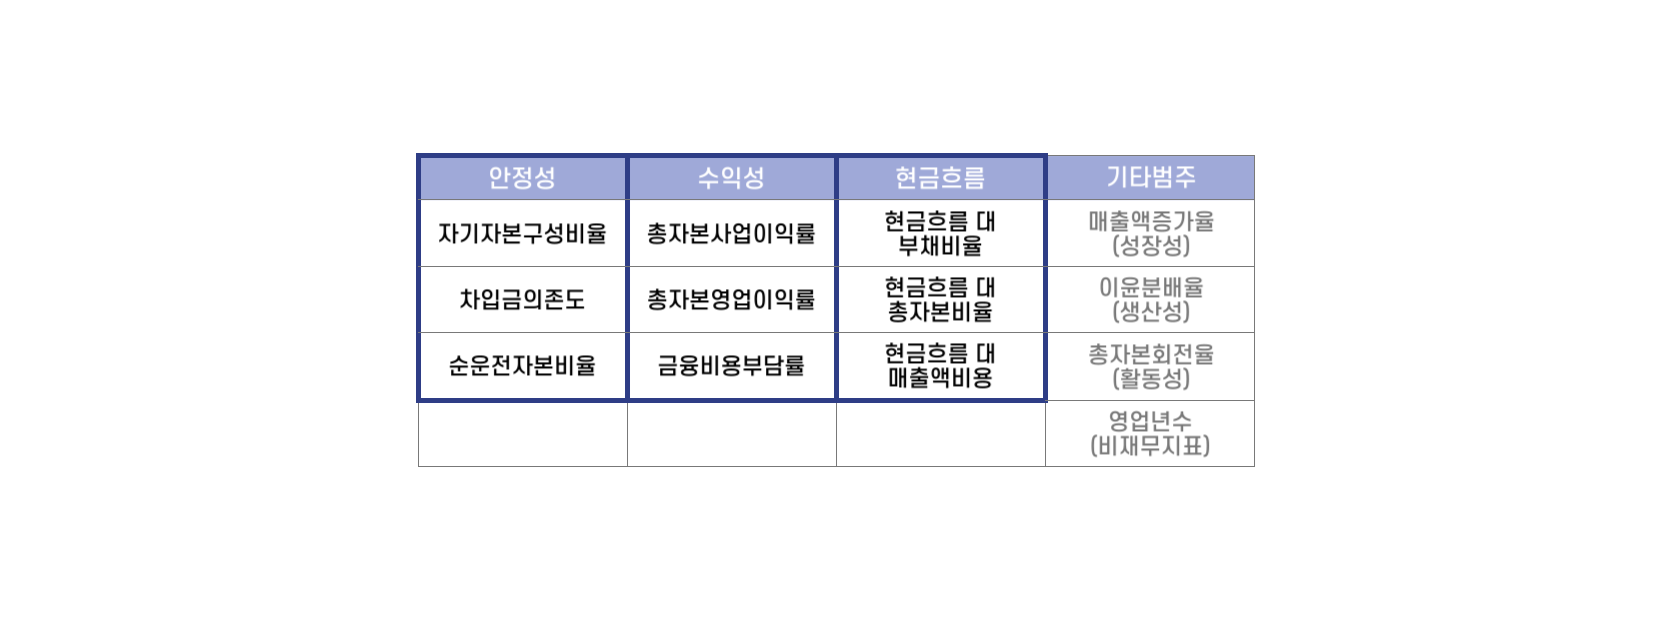 안정성 수익성 현금흐름 기타범주
자기자본구성비율 총자본사업이익률 현금흐름 대 부채비율 매출액증가율 (성장성)
차입금의존도 총자본영업이익률 현금흐름 대 총자본비율 이윤분배율 (생산성)
순운전자본비율 금융비용부담률 현금흐름 대 매출액비용 총자본회전율 (활동성)
영업년수 (비재무지표)